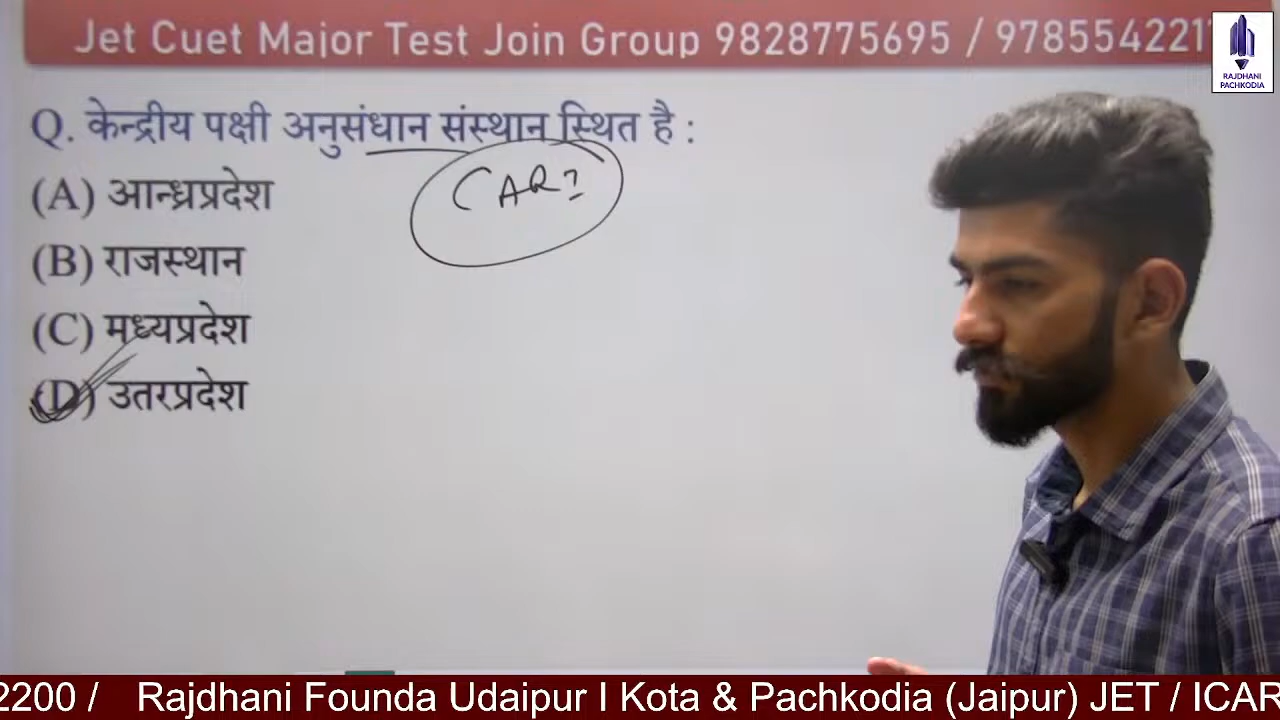 Jet Cuet Major Test Join Group 9828775695 / 9785542217
RAJDHANI
PACHKODIA
Q. केन्द्रीय पक्षी अनुसंधान संस्थान स्थित है :
CARI
(A) आन्ध्रप्रदेश
(B) राजस्थान
(C) मध्यप्रदेश
(D) उतरप्रदेश
2200 / Rajdhani Founda Udaipur I Kota & Pachkodia (Jaipur) JET / ICAR